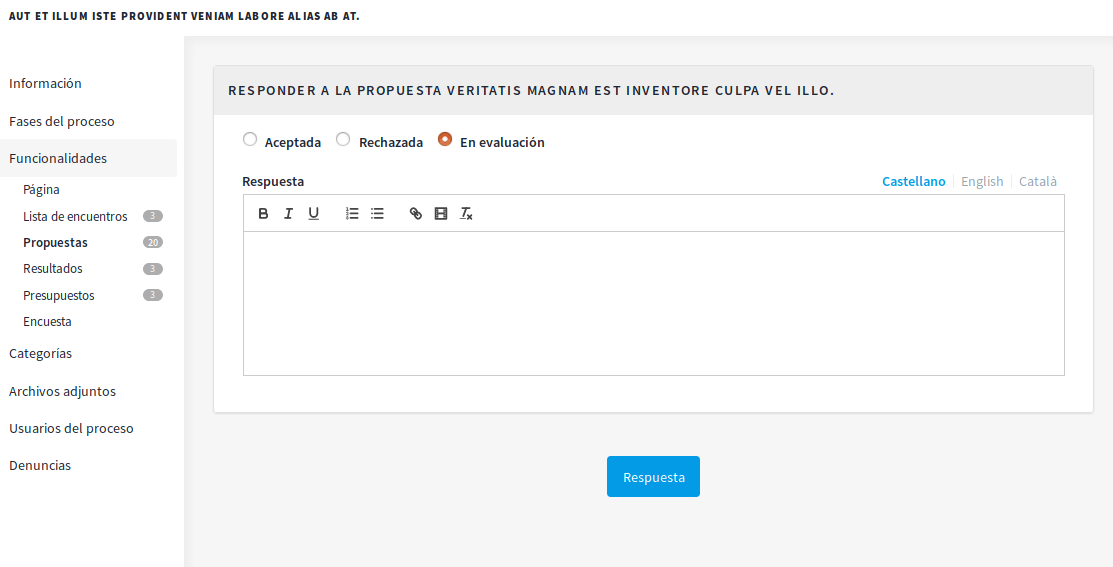 AUT ET ILLUM ISTE PROVIDENT VENIAM LABORE ALIAS AB AT.
Información
Fases del proceso
Funcionalidades
Página
Lista de encuentros 3
Propuestas 20
Resultados 3
Presupuestos 3
Encuesta
Categorías
Archivos adjuntos
Usuarios del proceso
Denuncias
RESPONDER A LA PROPUESTA VERITATIS MAGNAM EST INVENTORE CULPA VEL ILLO.
Aceptada Rechazada En evaluación
Respuesta Castellano English Català
Respuesta